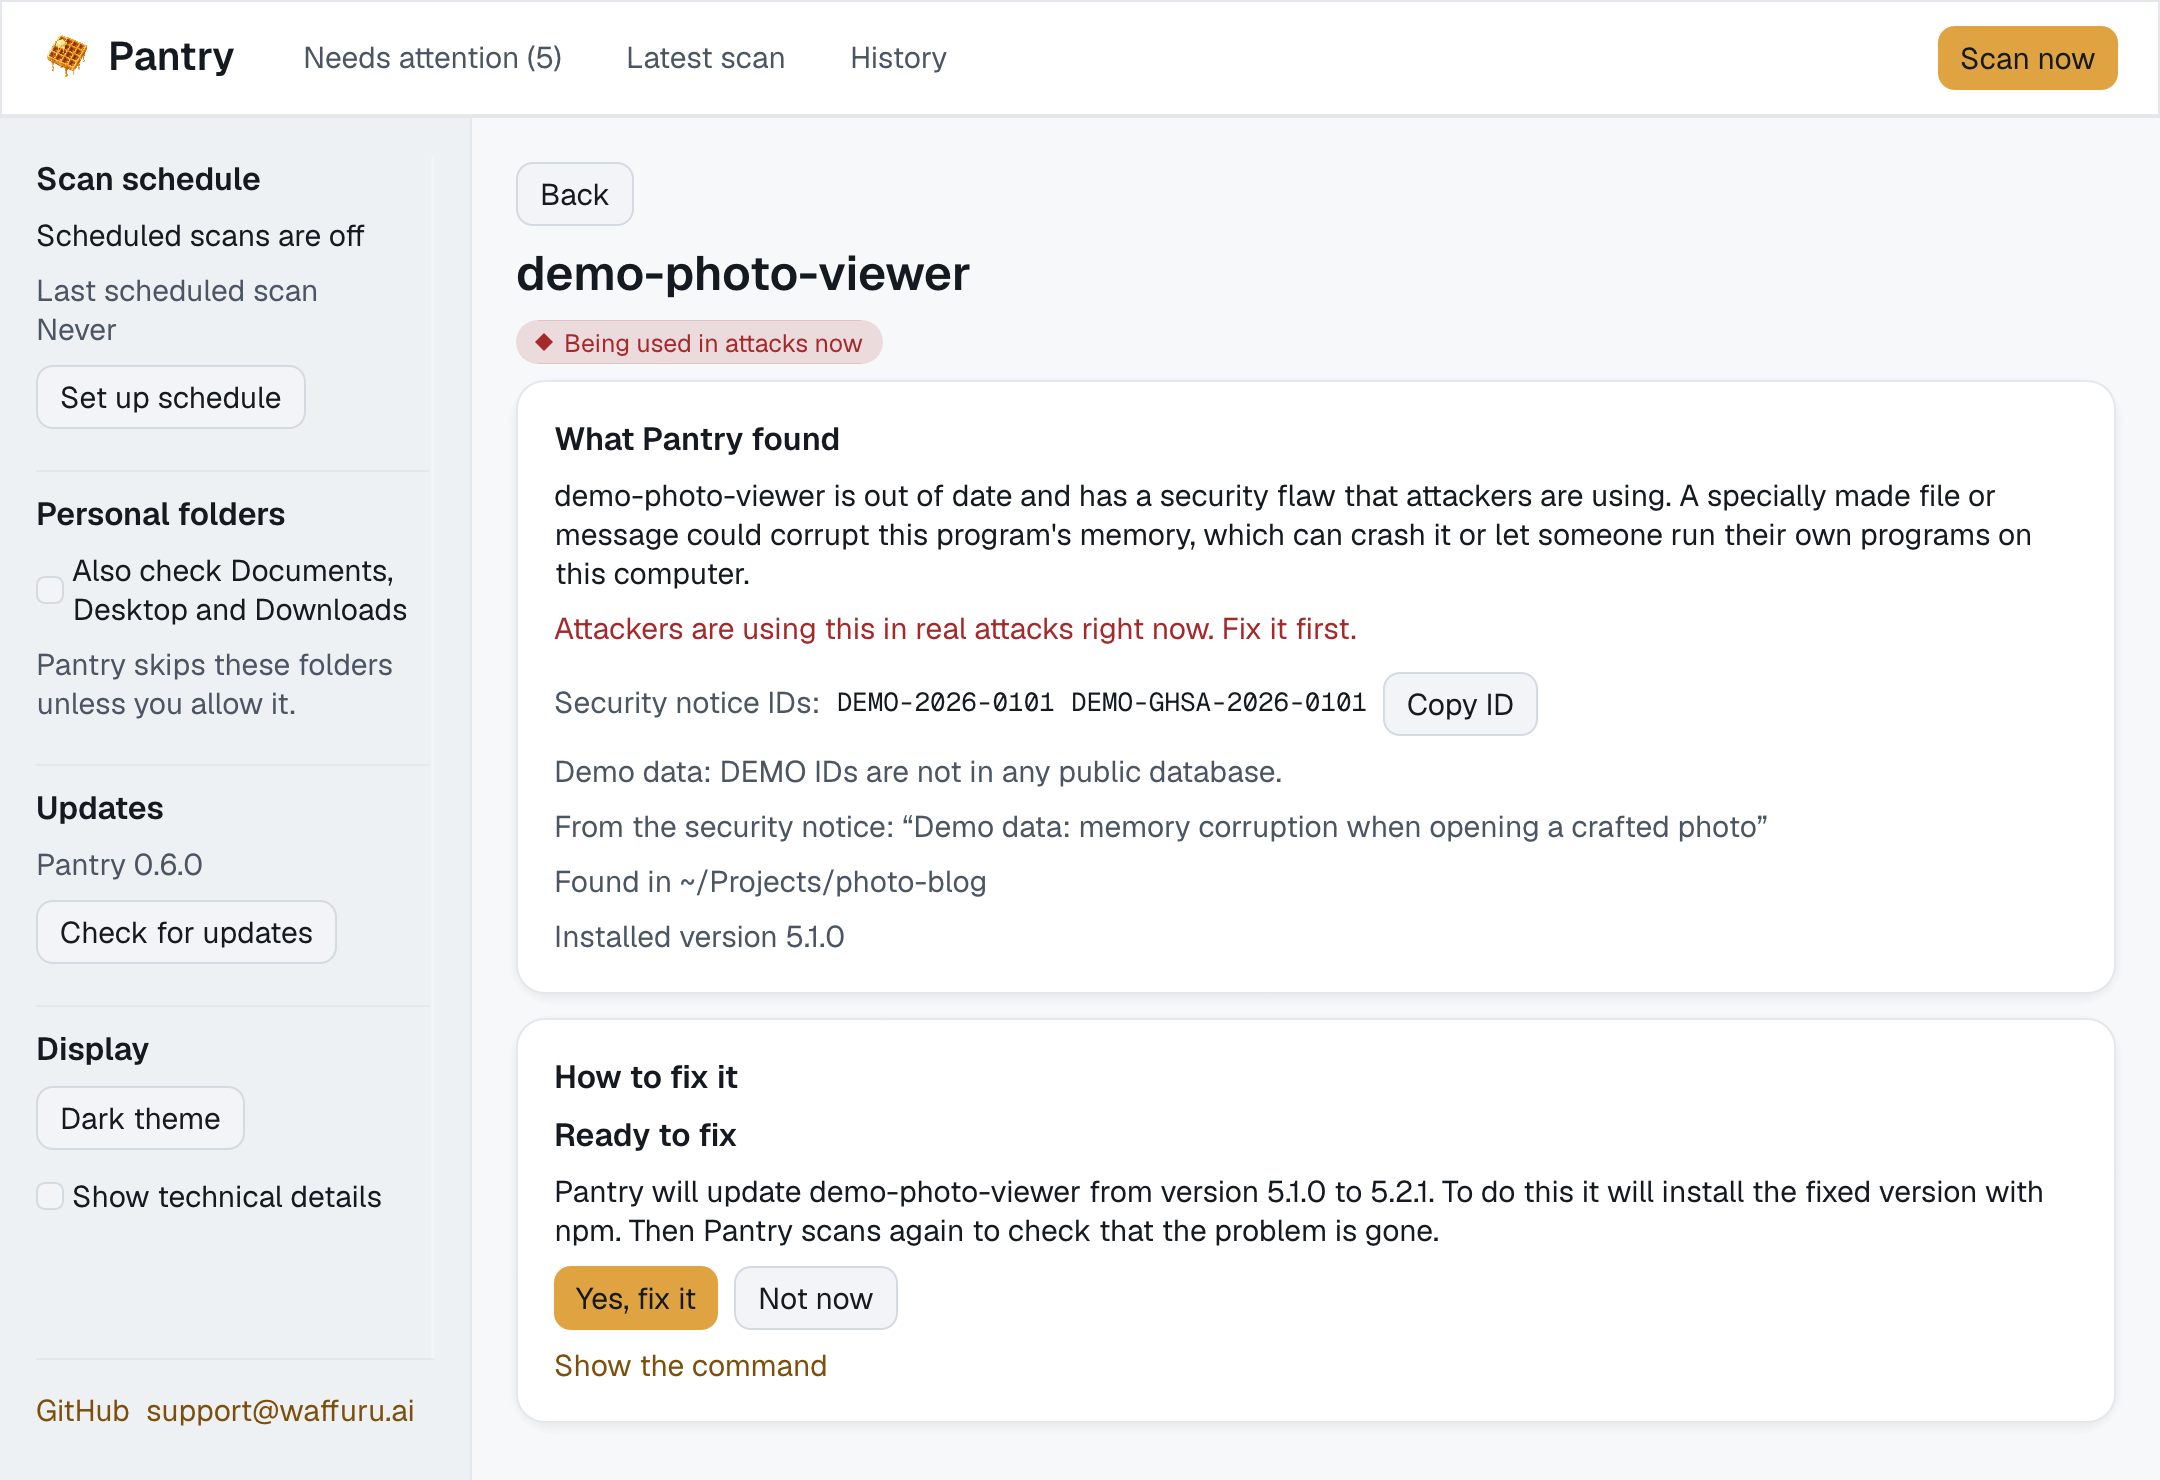 Pantry
Needs attention (5)
Latest scan
History
Scan now
Scan schedule
Scheduled scans are off
Last scheduled scan
Never
Set up schedule
Personal folders
Also check Documents,
Desktop and Downloads
Pantry skips these folders
unless you allow it.
Updates
Pantry 0.6.0
Check for updates
Display
Dark theme
Show technical details
GitHub support@waffuru.ai
Back
demo-photo-viewer
Being used in attacks now
What Pantry found
demo-photo-viewer is out of date and has a security flaw that attackers are using. A specially made file or
message could corrupt this program's memory, which can crash it or let someone run their own programs on
this computer.
Attackers are using this in real attacks right now. Fix it first.
Security notice IDs: DEMO-2026-0101 DEMO-GHSA-2026-0101 Copy ID
Demo data: DEMO IDs are not in any public database.
From the security notice: “Demo data: memory corruption when opening a crafted photo”
Found in ~/Projects/photo-blog
Installed version 5.1.0
How to fix it
Ready to fix
Pantry will update demo-photo-viewer from version 5.1.0 to 5.2.1. To do this it will install the fixed version with
npm. Then Pantry scans again to check that the problem is gone.
Yes, fix it
Not now
Show the command